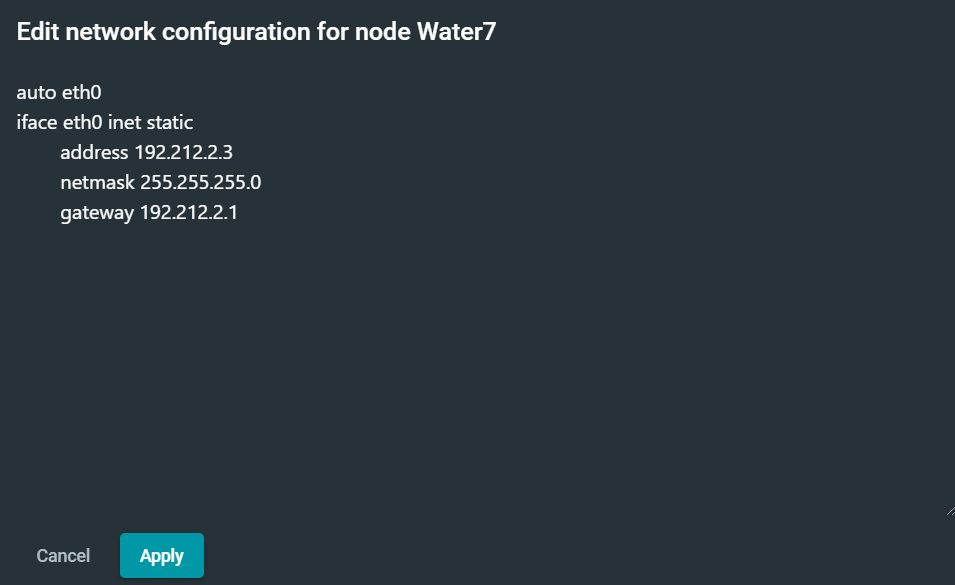 Edit network configuration for node Water7
auto eth0
iface eth0 inet static
address 192.212.2.3
netmask 255.255.255.0
gateway 192.212.2.1
Cancel
Apply